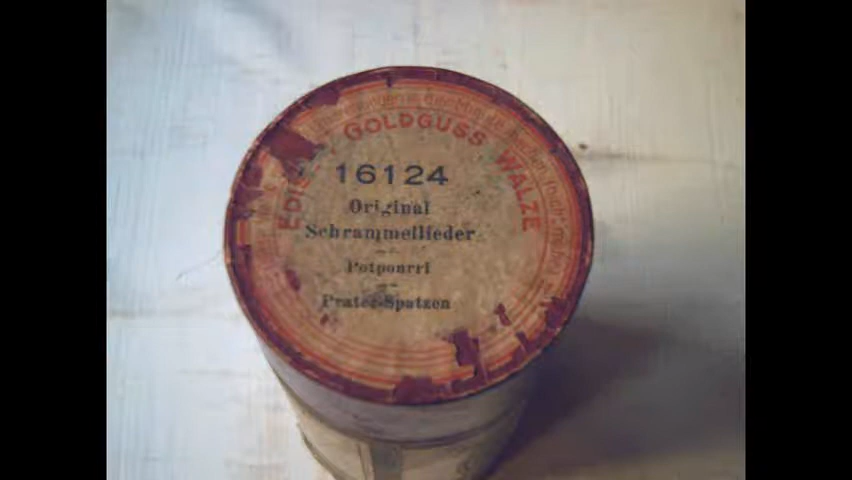 EDISON GOLDGUSS WALZE
16124
Original
Schrammellieder
Potpourri
Prater-Spatzen